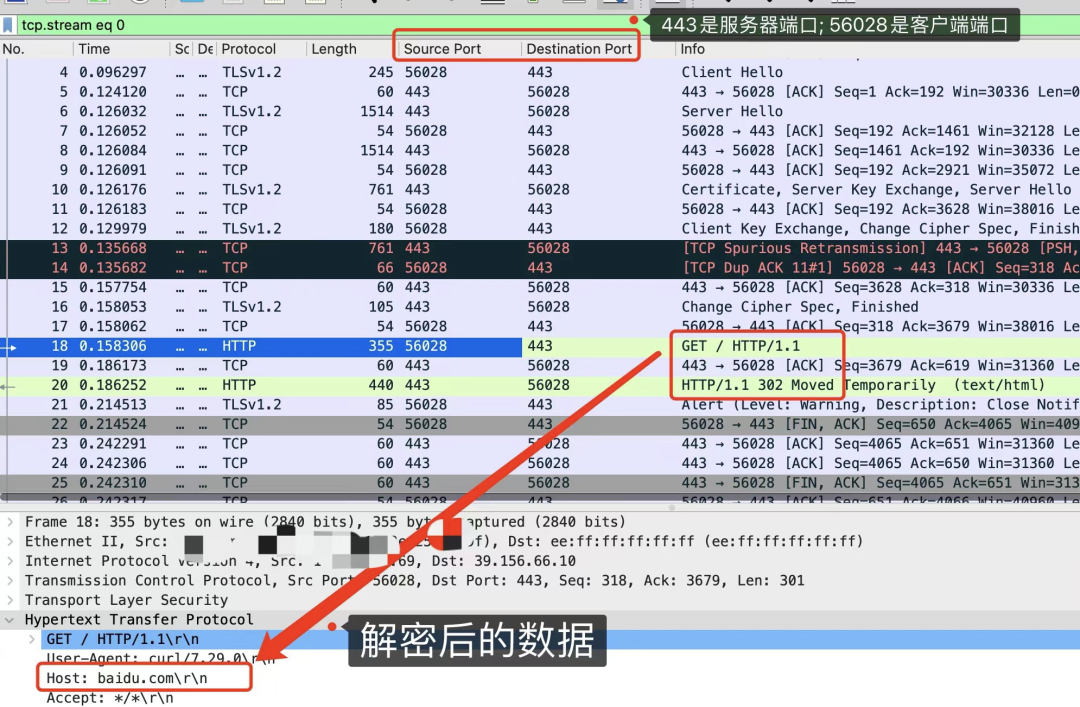 tcp.stream eq 0
443是服务器端口; 56028是客户端端口
No. Time Sc De Protocol Length Source Port Destination Port Info
4 0.096297 … … TLSv1.2 245 56028 443 Client Hello
5 0.124120 … … TCP 60 443 56028 443 → 56028 [ACK] Seq=1 Ack=192 Win=30336 Len=0
6 0.126032 … … TLSv1.2 1514 443 56028 Server Hello
7 0.126052 … … TCP 54 56028 443 56028 → 443 [ACK] Seq=192 Ack=1461 Win=32128 Le
8 0.126084 … … TCP 1514 443 56028 443 → 56028 [ACK] Seq=1461 Ack=192 Win=30336 Le
9 0.126091 … … TCP 54 56028 443 56028 → 443 [ACK] Seq=192 Ack=2921 Win=35072 Le
10 0.126176 … … TLSv1.2 761 443 56028 Certificate, Server Key Exchange, Server Hello
11 0.126183 … … TCP 54 56028 443 56028 → 443 [ACK] Seq=192 Ack=3628 Win=38016 Le
12 0.129979 … … TLSv1.2 180 56028 443 Client Key Exchange, Change Cipher Spec, Finish
13 0.135668 … … TCP 761 443 56028 [TCP Spurious Retransmission] 443 → 56028 [PSH,
14 0.135682 … … TCP 66 56028 443 [TCP Dup ACK 11#1] 56028 → 443 [ACK] Seq=318 Ac
15 0.157754 … … TCP 60 443 56028 443 → 56028 [ACK] Seq=3628 Ack=318 Win=30336 Le
16 0.158053 … … TLSv1.2 105 443 56028 Change Cipher Spec, Finished
17 0.158062 … … TCP 54 56028 443 56028 → 443 [ACK] Seq=318 Ack=3679 Win=38016 Le
18 0.158306 … … HTTP 355 56028 443 GET / HTTP/1.1
19 0.186173 … … TCP 60 443 56028 443 → 56028 [ACK] Seq=3679 Ack=619 Win=31360 Le
20 0.186252 … … HTTP 440 443 56028 HTTP/1.1 302 Moved Temporarily (text/html)
21 0.214513 … … TLSv1.2 85 56028 443 Alert (Level: Warning, Description: Close Notif
22 0.214524 … … TCP 54 56028 443 56028 → 443 [FIN, ACK] Seq=650 Ack=4065 Win=409
23 0.242291 … … TCP 60 443 56028 443 → 56028 [ACK] Seq=4065 Ack=651 Win=31360 Le
24 0.242306 … … TCP 60 443 56028 443 → 56028 [ACK] Seq=4065 Ack=650 Win=31360 Le
25 0.242310 … … TCP 60 443 56028 443 → 56028 [FIN, ACK] Seq=4065 Ack=651 Win=313
26 0.242317 … … TCP 54 56028 443 56028 → 443 [ACK] Seq=651 Ack=4066 Win=40960 Le
Frame 18: 355 bytes on wire (2840 bits), 355 captured (2840 bits)
Ethernet II, Src: Dst: ee:ff:ff:ff:ff:ff (ee:ff:ff:ff:ff:ff)
Internet Protocol Version 4, Src: 69, Dst: 39.156.66.10
Transmission Control Protocol, Src Port: 56028, Dst Port: 443, Seq: 318, Ack: 3679, Len: 301
Transport Layer Security
Hypertext Transfer Protocol
GET / HTTP/1.1\r\n
解密后的数据
User-Agent: curl/7.29.0\r\n
Host: baidu.com\r\n
Accept: */*\r\n